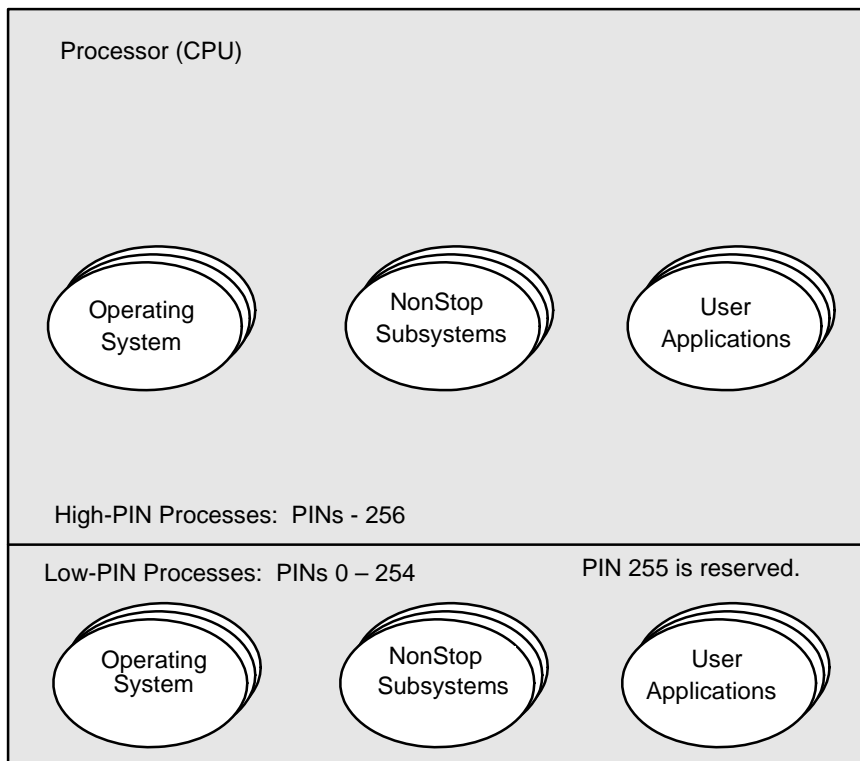 Processor (CPU)
Operating
System
NonStop
Subsystems
User
Applications
High-PIN Processes: PINs - 256
Low-PIN Processes: PINs 0 – 254
PIN 255 is reserved.
Operating
System
NonStop
Subsystems
User
Applications